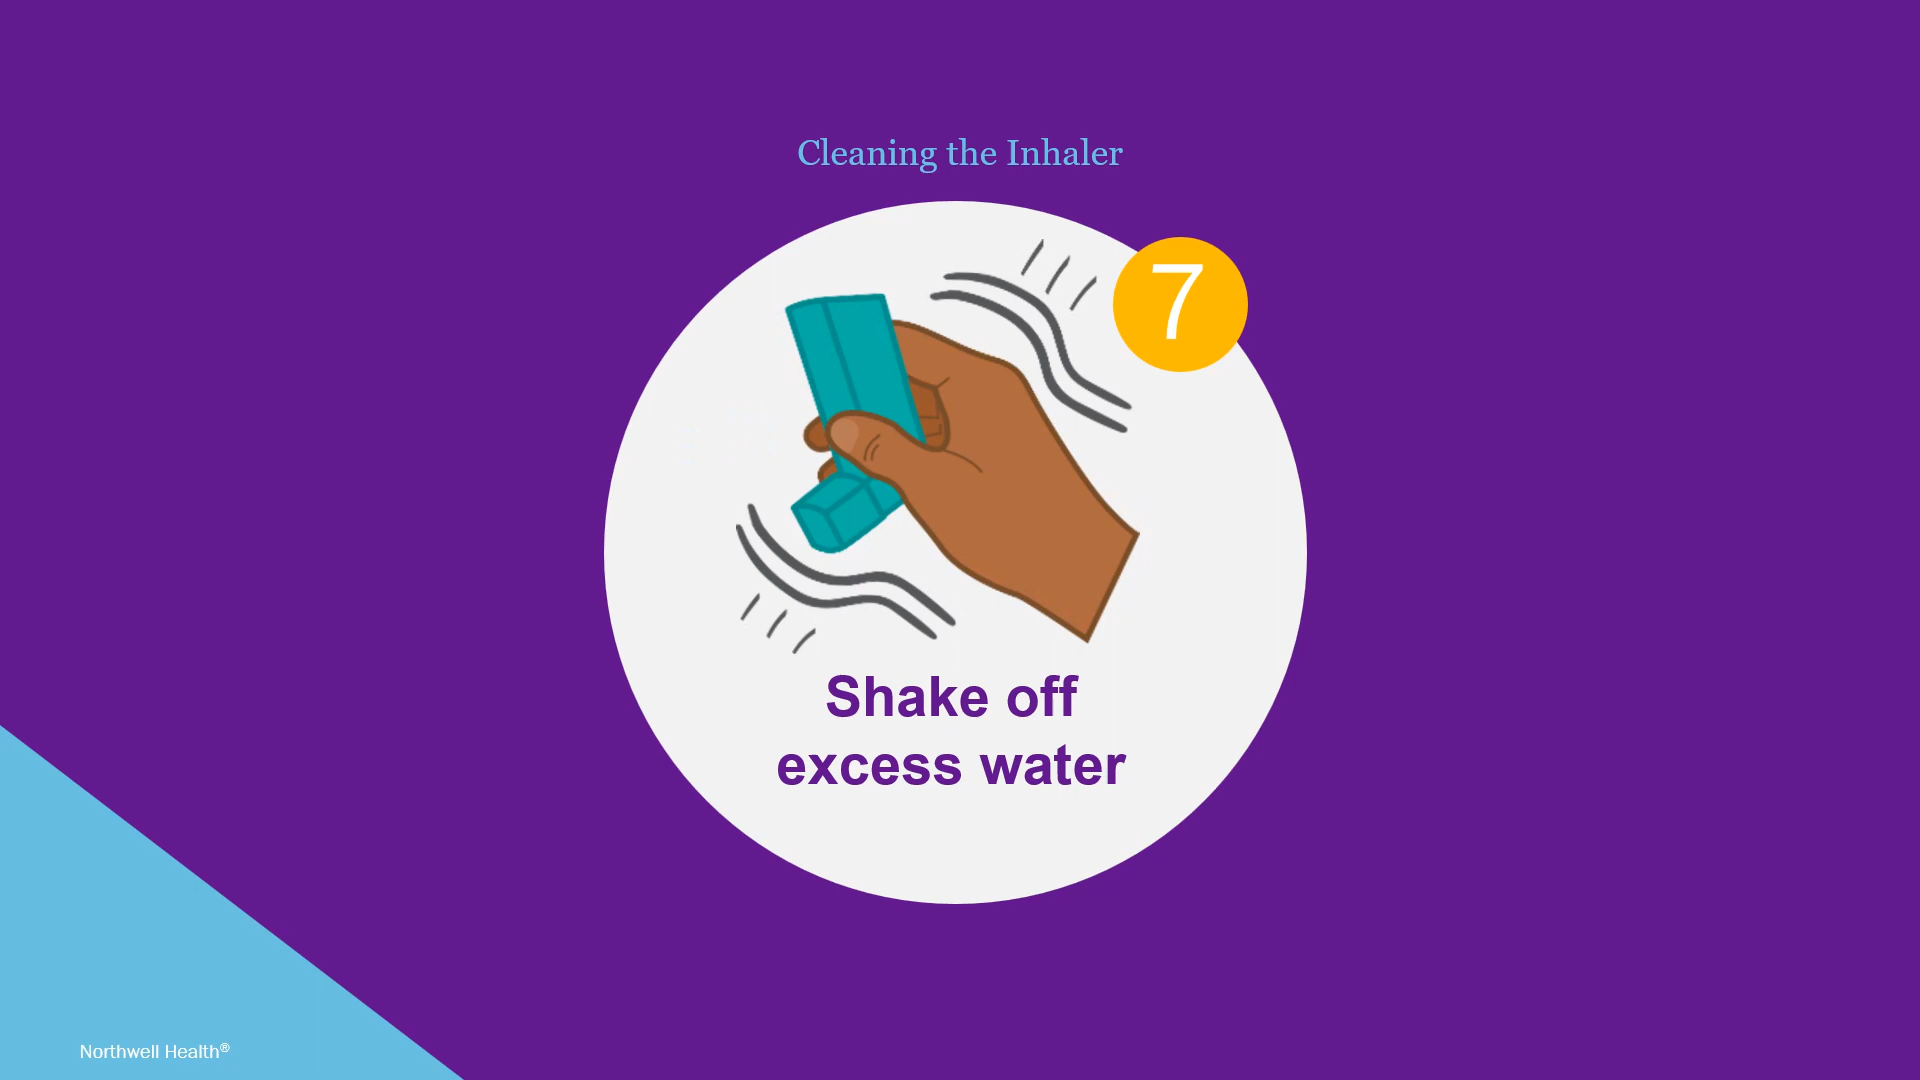 Cleaning the Inhaler
7
Shake off
excess water
Northwell Health®